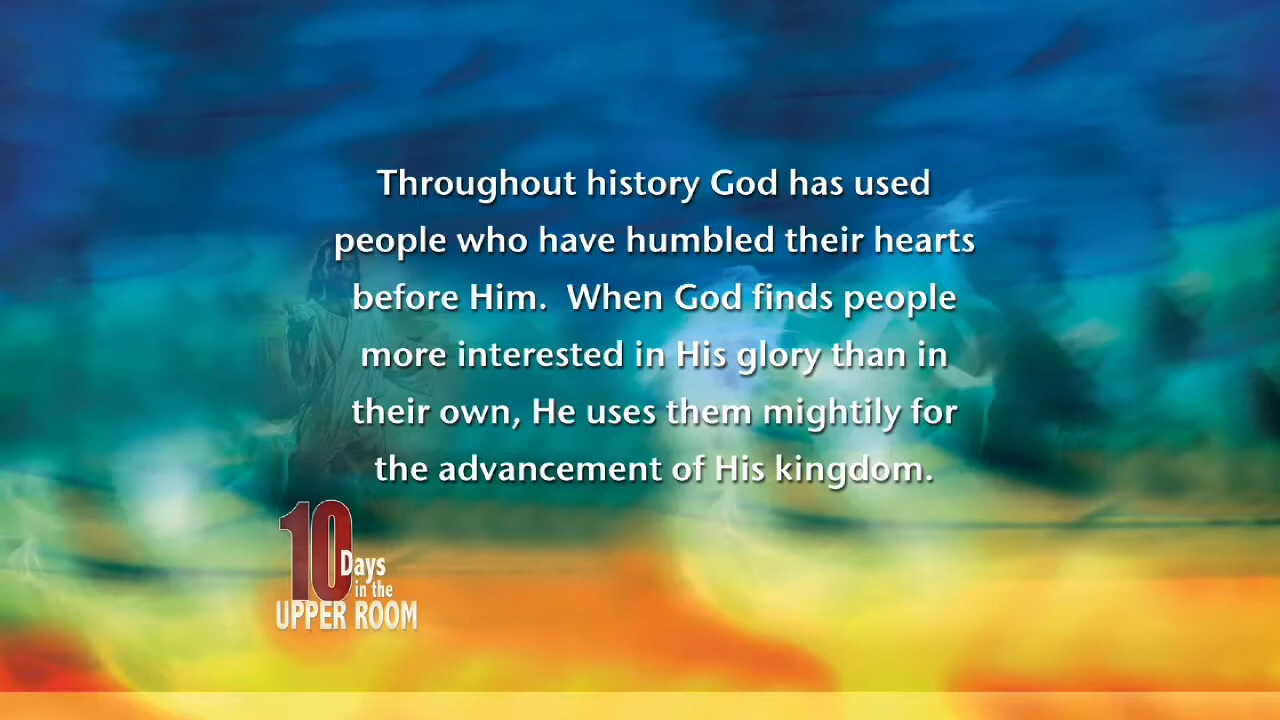 Throughout history God has used
people who have humbled their hearts
before Him.  When God finds people
more interested in His glory than in
their own, He uses them mightily for
the advancement of His kingdom.
10
Days
in the
UPPER ROOM